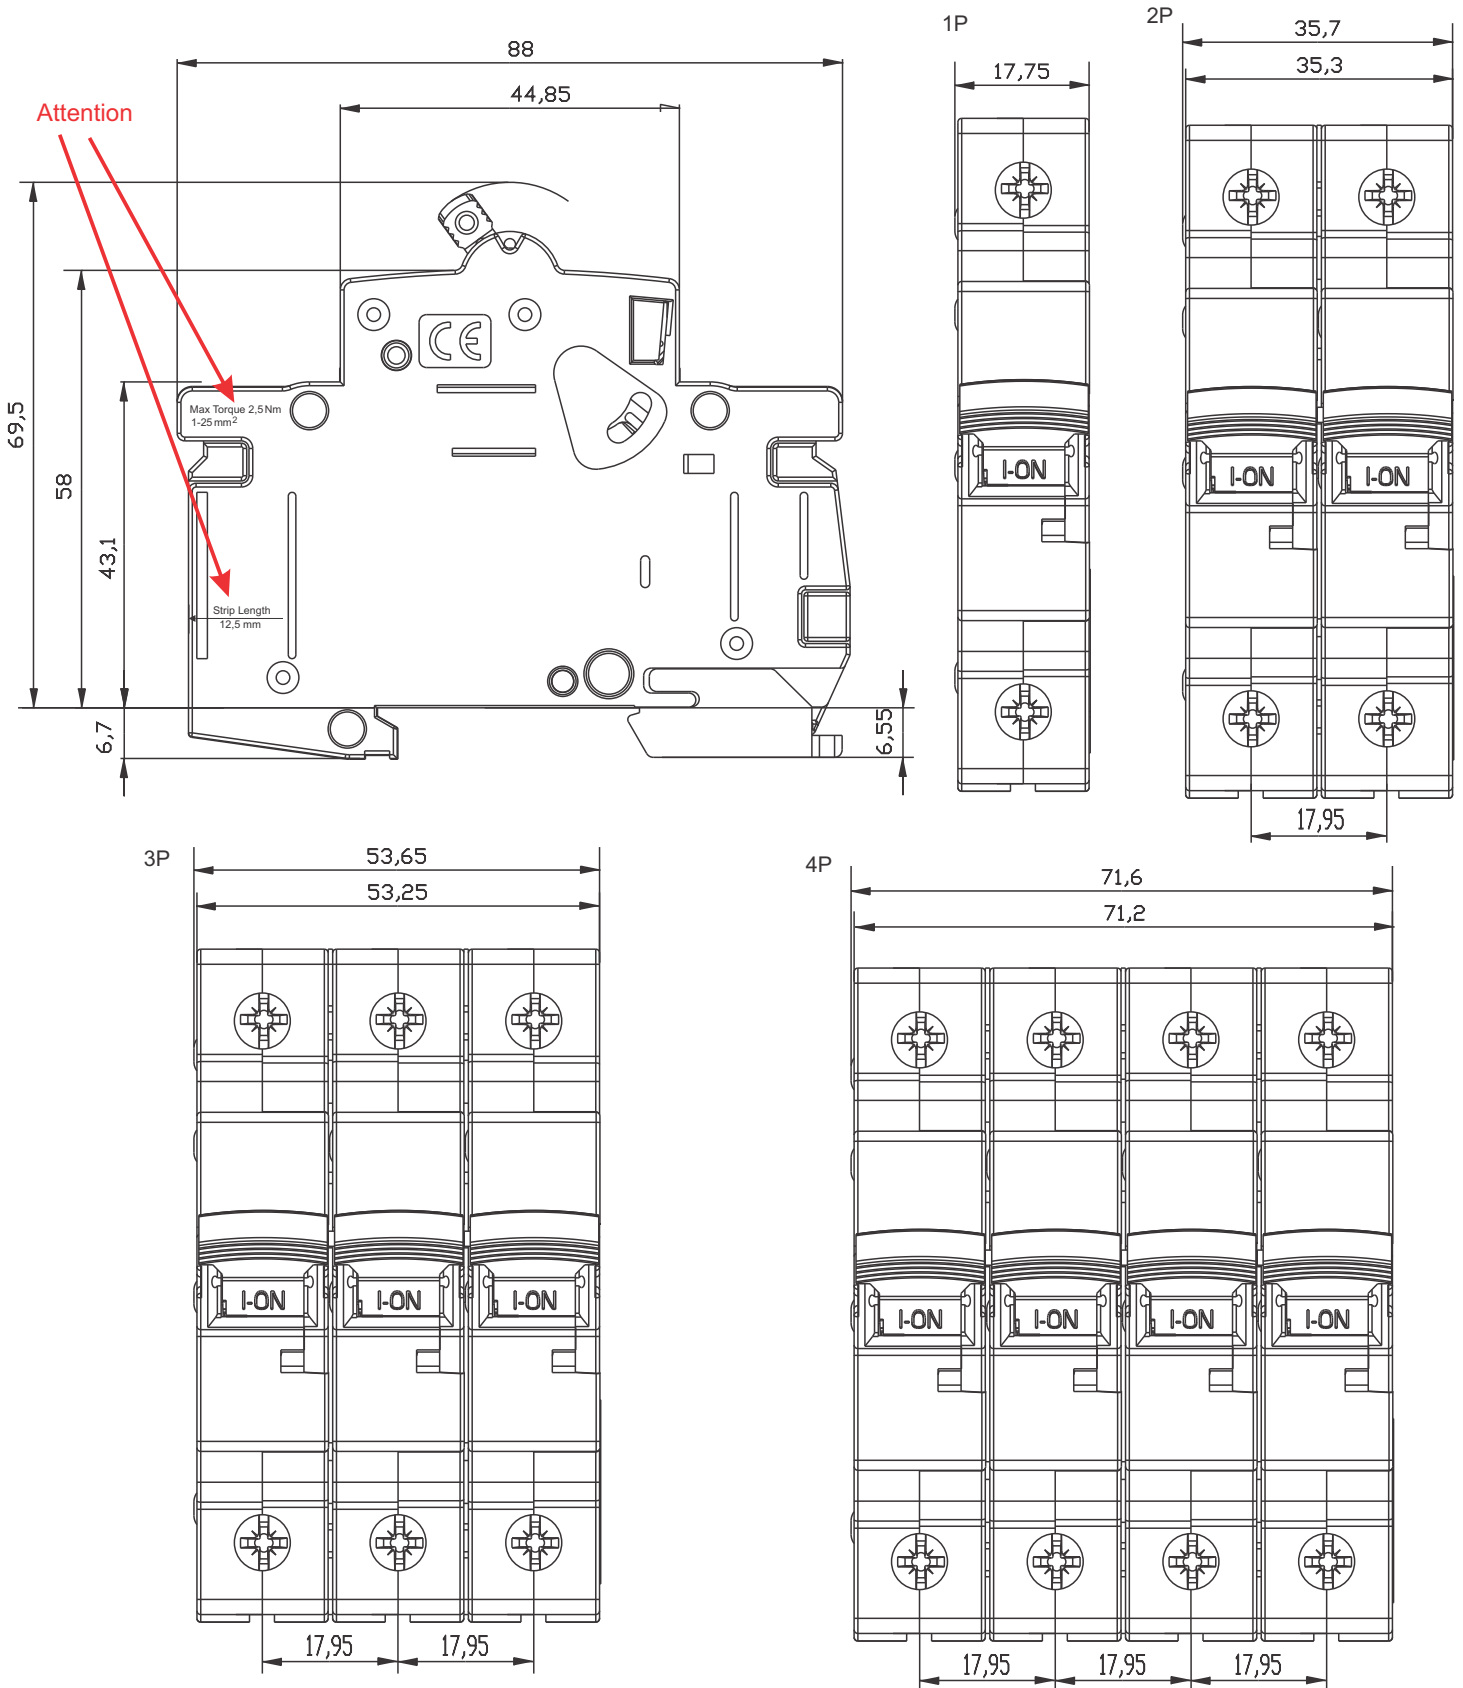 1P
2P
35,7
35,3
88
44,85
17,75
Attention
69,5
58
43,1
6,7
6,55
CE
Max Torque 2,5 Nm
1-25 mm²
Strip Length
12,5 mm
I-ON
I-ON
I-ON
17,95
3P
53,65
53,25
I-ON
I-ON
I-ON
17,95
17,95
4P
71,6
71,2
I-ON
I-ON
I-ON
I-ON
17,95
17,95
17,95